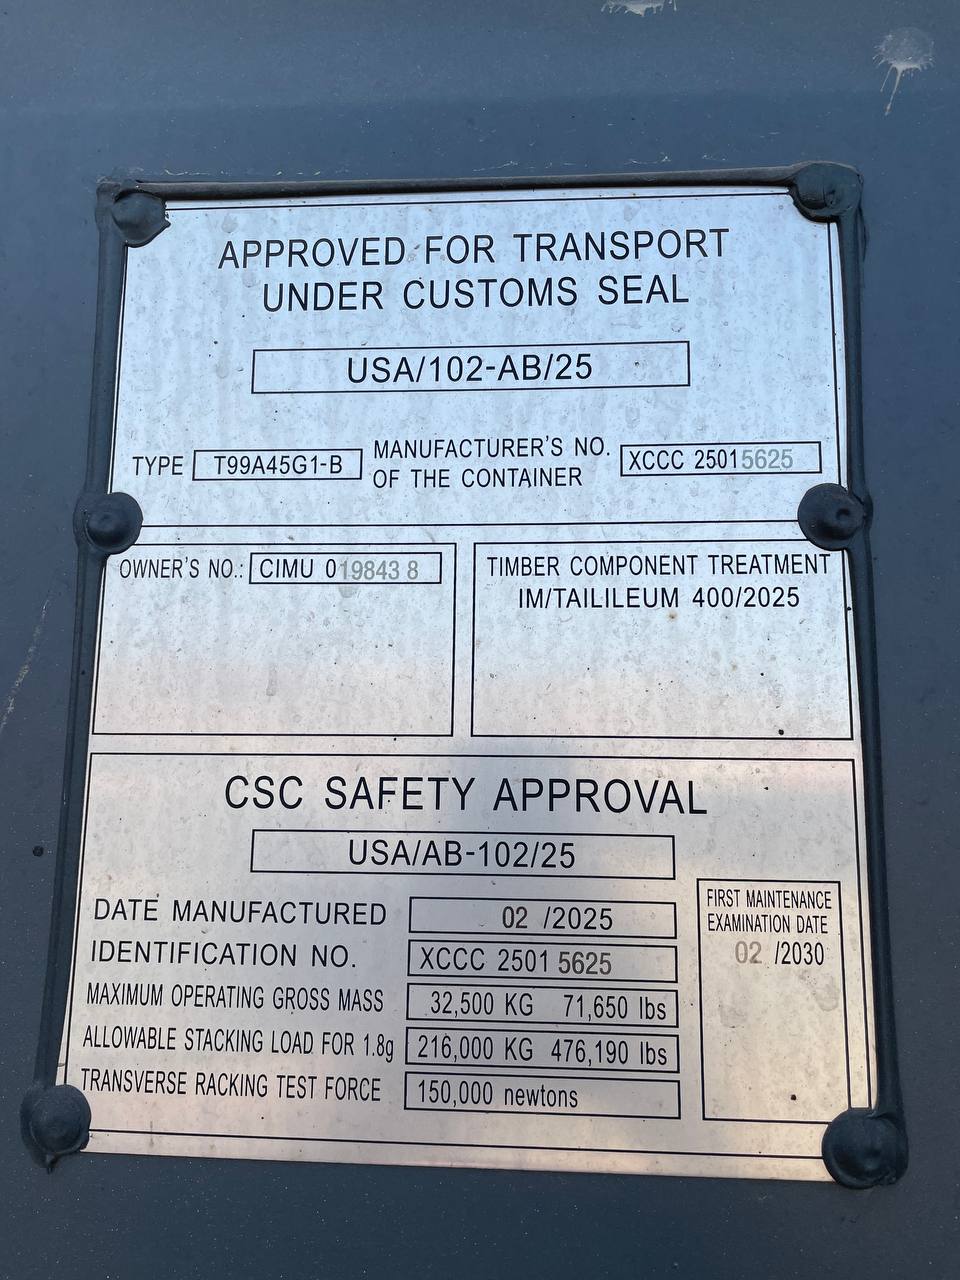 APPROVED FOR TRANSPORT
UNDER CUSTOMS SEAL
USA/102-AB/25
TYPE T99A45G1-B MANUFACTURER'S NO. OF THE CONTAINER XCCC 25015625
OWNER'S NO.: CIMU 019843 8
TIMBER COMPONENT TREATMENT
IM/TAILILEUM 400/2025
CSC SAFETY APPROVAL
USA/AB-102/25
DATE MANUFACTURED 02 /2025
IDENTIFICATION NO. XCCC 2501 5625
MAXIMUM OPERATING GROSS MASS 32,500 KG 71,650 lbs
ALLOWABLE STACKING LOAD FOR 1.8g 216,000 KG 476,190 lbs
TRANSVERSE RACKING TEST FORCE 150,000 newtons
FIRST MAINTENANCE
EXAMINATION DATE
02 /2030